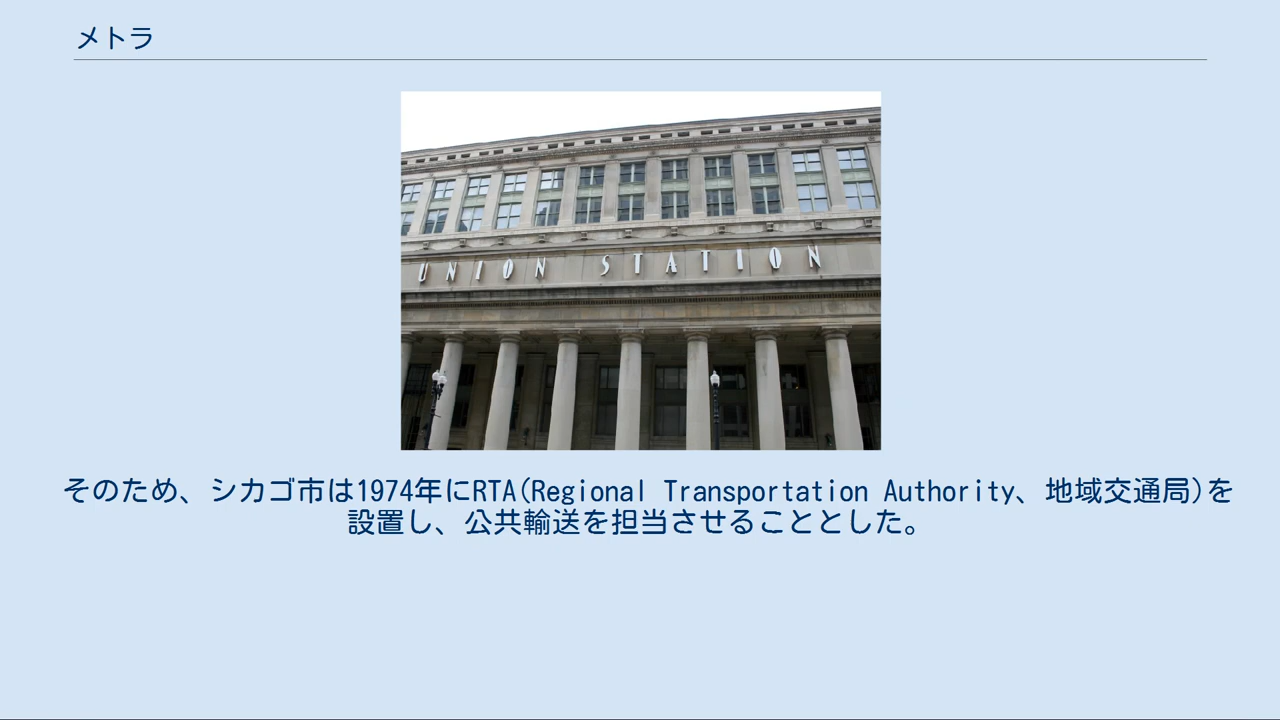 メトラ
UNION STATION
そのため、シカゴ市は1974年にRTA(Regional Transportation Authority、地域交通局)を
設置し、公共輸送を担当させることとした。